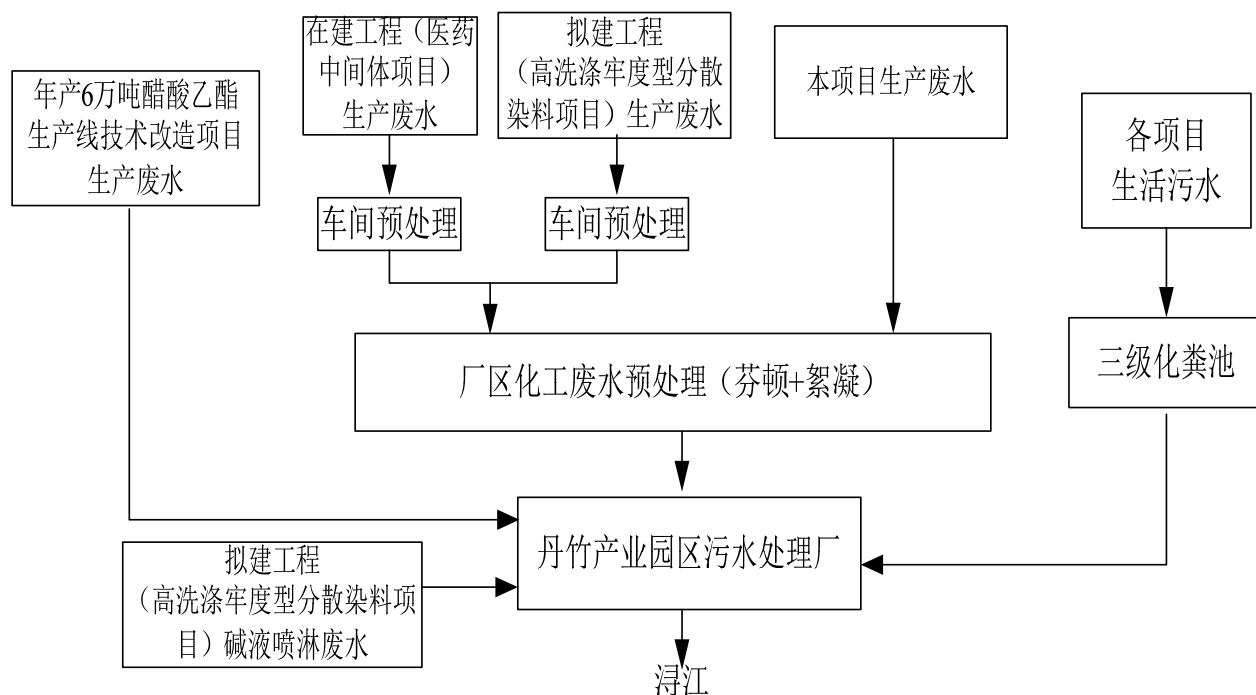 年产6万吨醋酸乙酯
生产线技术改造项目
生产废水
在建工程（医药
中间体项目）
生产废水
拟建工程
（高洗涤牢度型分散
染料项目）生产废水
本项目生产废水
各项目
生活污水
车间预处理
车间预处理
厂区化工废水预处理（芬顿+絮凝）
三级化粪池
丹竹产业园区污水处理厂
拟建工程
（高洗涤牢度型分散染料项
目）碱液喷淋废水
浔江